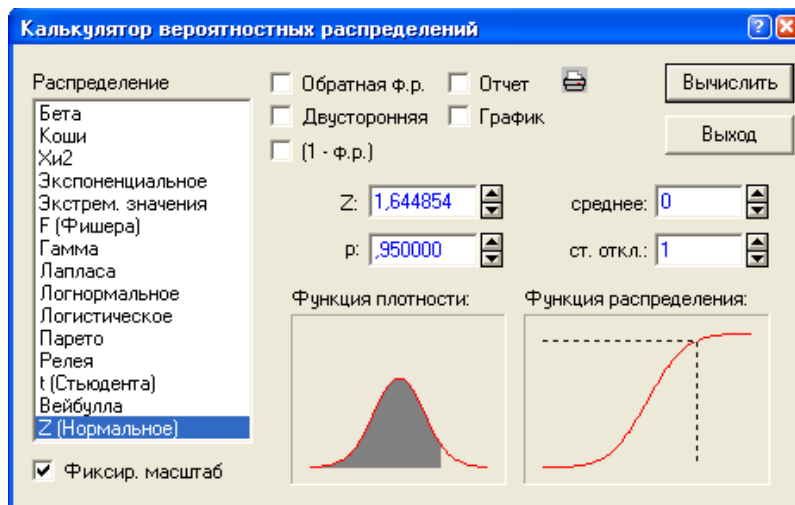 Калькулятор вероятностных распределений
Распределение
Бета
Коши
Хи2
Экспоненциальное
Экстрем. значения
F (Фишера)
Гамма
Лапласа
Логнормальное
Логистическое
Парето
Релея
t (Стьюдента)
Вейбулла
Z (Нормальное)
Фиксир. масштаб
Обратная ф.р.
Отчет
Двусторонняя
График
(1 - ф.р.)
Вычислить
Выход
Z: 1,644854
среднее: 0
p: ,950000
ст. откл.: 1
Функция плотности:
Функция распределения: